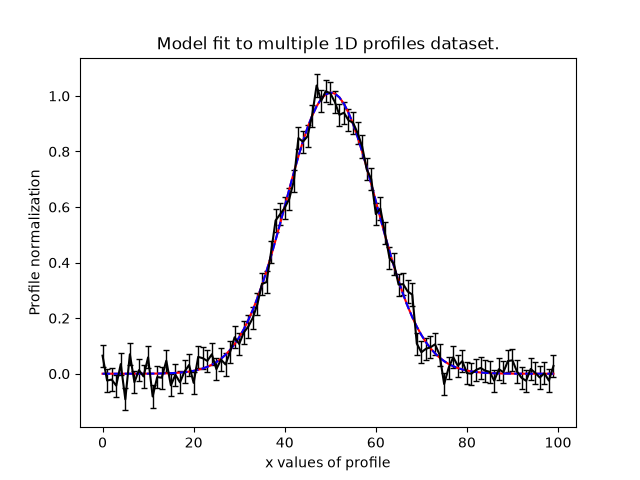 Model fit to multiple 1D profiles dataset.
1.0
0.8
0.6
0.4
0.2
0.0
Profile normalization
0 20 40 60 80 100
x values of profile